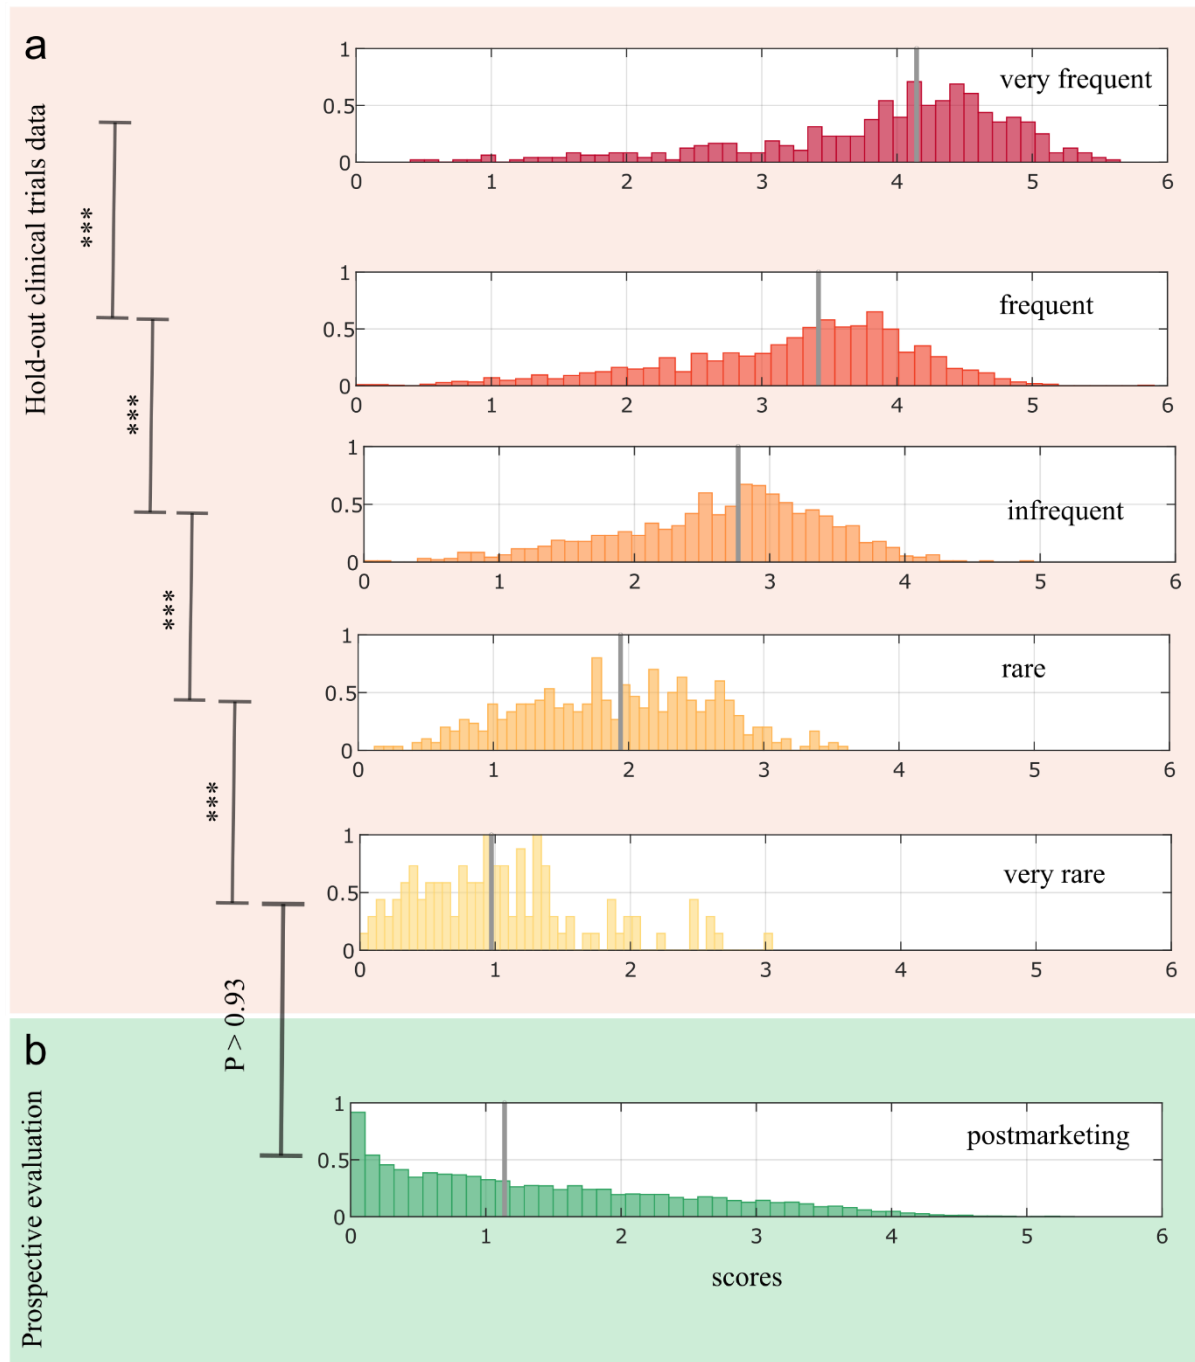 a
Hold-out clinical trials data
***
***
***
***
P > 0.93
1
0.5
0
0 1 2 3 4 5 6
very frequent
1
0.5
0
0 1 2 3 4 5 6
frequent
1
0.5
0
0 1 2 3 4 5 6
infrequent
1
0.5
0
0 1 2 3 4 5 6
rare
1
0.5
0
0 1 2 3 4 5 6
very rare
b
Prospective evaluation
1
0.5
0
0 1 2 3 4 5 6
postmarketing
scores